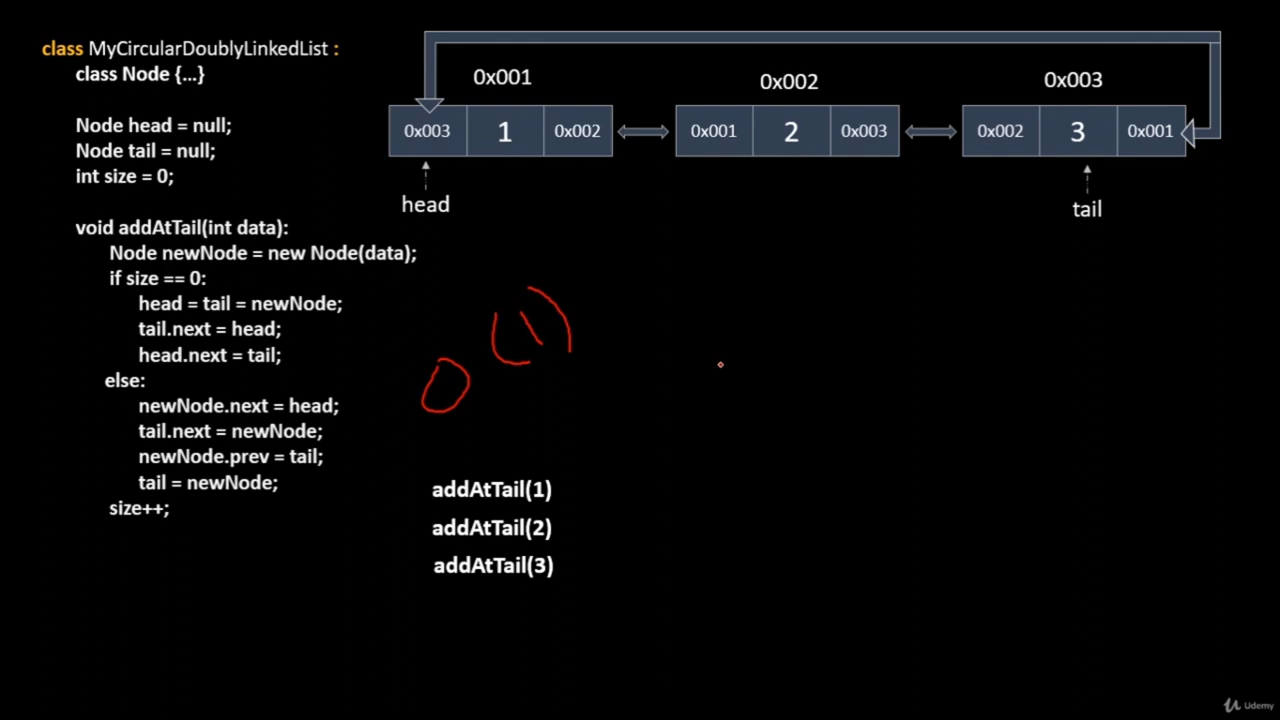 class MyCircularDoublyLinkedList :
class Node {...}
Node head = null;
Node tail = null;
int size = 0;
void addAtTail(int data):
Node newNode = new Node(data);
if size == 0:
head = tail = newNode;
tail.next = head;
head.next = tail;
else:
newNode.next = head;
tail.next = newNode;
newNode.prev = tail;
tail = newNode;
size++;
0x001
0x002
0x003
0x003 1 0x002
0x001 2 0x003
0x002 3 0x001
head
tail
addAtTail(1)
addAtTail(2)
addAtTail(3)
Udemy